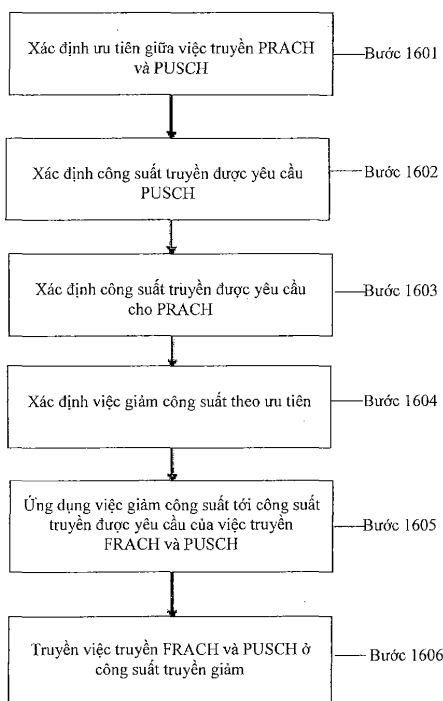 Xác định ưu tiên giữa việc truyền PRACH
và PUSCH
Bước 1601
Xác định công suất truyền được yêu cầu
PUSCH
Bước 1602
Xác định công suất truyền được yêu cầu
cho PRACH
Bước 1603
Xác định việc giảm công suất theo ưu tiên
Bước 1604
Ứng dụng việc giảm công suất tới công suất
truyền được yêu cầu của việc truyền
FRACH và PUSCH
Bước 1605
Truyền việc truyền FRACH và PUSCH ở
công suất truyền giảm
Bước 1606